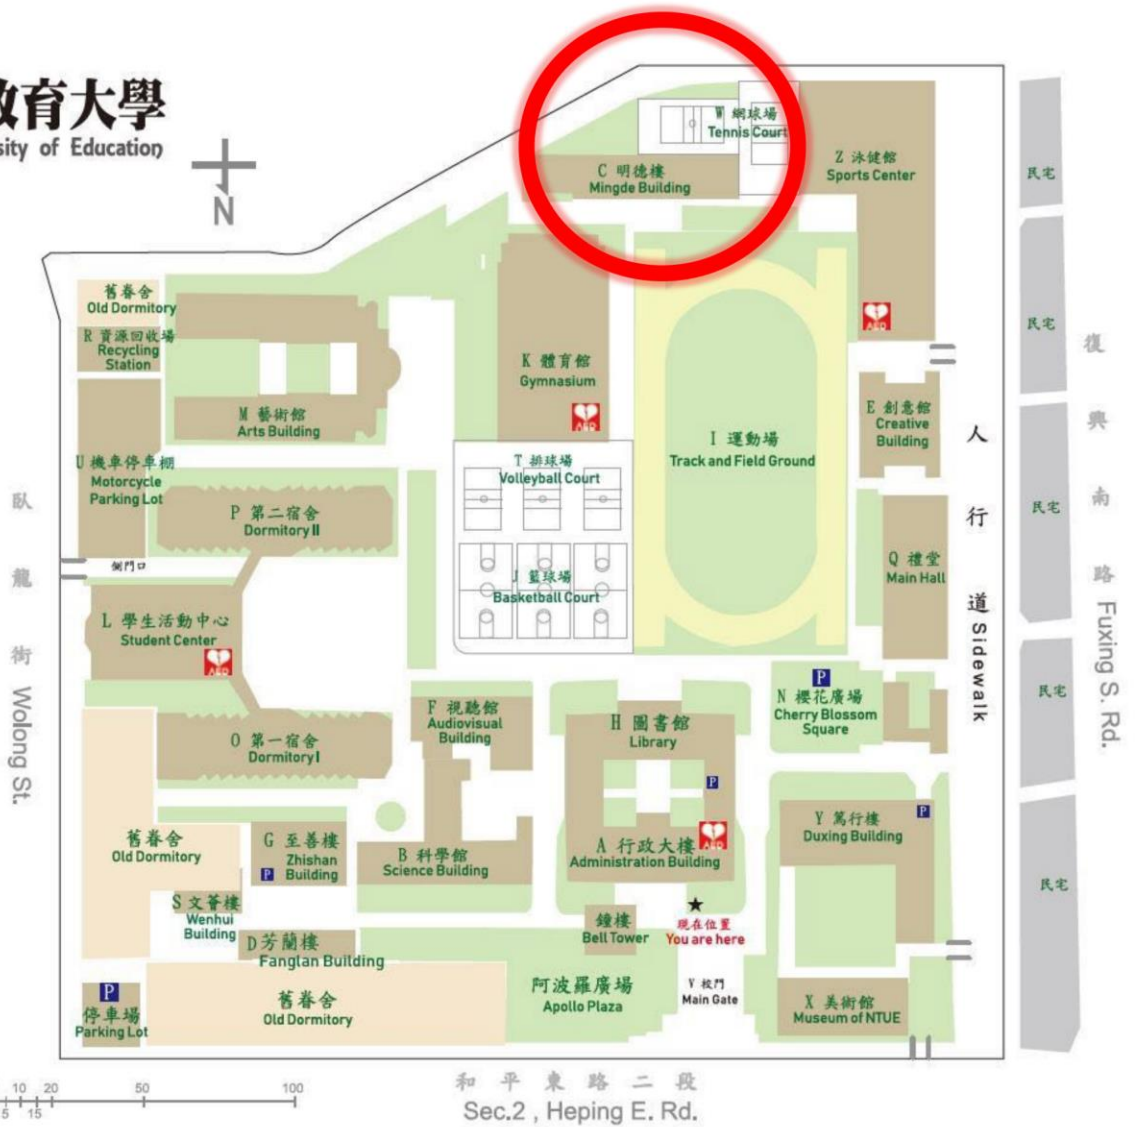 教育大學
sity of Education
N
W 網球場
Tennis Court
C 明德樓
Mingde Building
Z 泳健館
Sports Center
民宅
舊眷舍
Old Dormitory
R 資源回收場
Recycling
Station
K 體育館
Gymnasium
AED
AED
民宅
復興南路 Fuxing S. Rd.
M 藝術館
Arts Building
E 創意館
Creative
Building
人行道 Sidewalk
I 運動場
Track and Field Ground
U 機車停車棚
Motorcycle
Parking Lot
T 排球場
Volleyball Court
P 第二宿舍
Dormitory II
民宅
臥龍街 Wolong St.
側門口
J 籃球場
Basketball Court
Q 禮堂
Main Hall
L 學生活動中心
Student Center
AED
P
N 櫻花廣場
Cherry Blossom
Square
民宅
F 視聽館
Audiovisual
Building
H 圖書館
Library
O 第一宿舍
Dormitory I
P
P
Y 篤行樓
Duxing Building
舊眷舍
Old Dormitory
G 至善樓
Zhishan
Building
P
B 科學館
Science Building
AED
A 行政大樓
Administration Building
民宅
S 文薈樓
Wenhui
Building
鐘樓
Bell Tower
現在位置
You are here
D 芳蘭樓
Fanglan Building
P
停車場
Parking Lot
舊眷舍
Old Dormitory
阿波羅廣場
Apollo Plaza
V 校門
Main Gate
X 美術館
Museum of NTUE
10 20 50 100
5 15
和平東路二段
Sec.2 , Heping E. Rd.